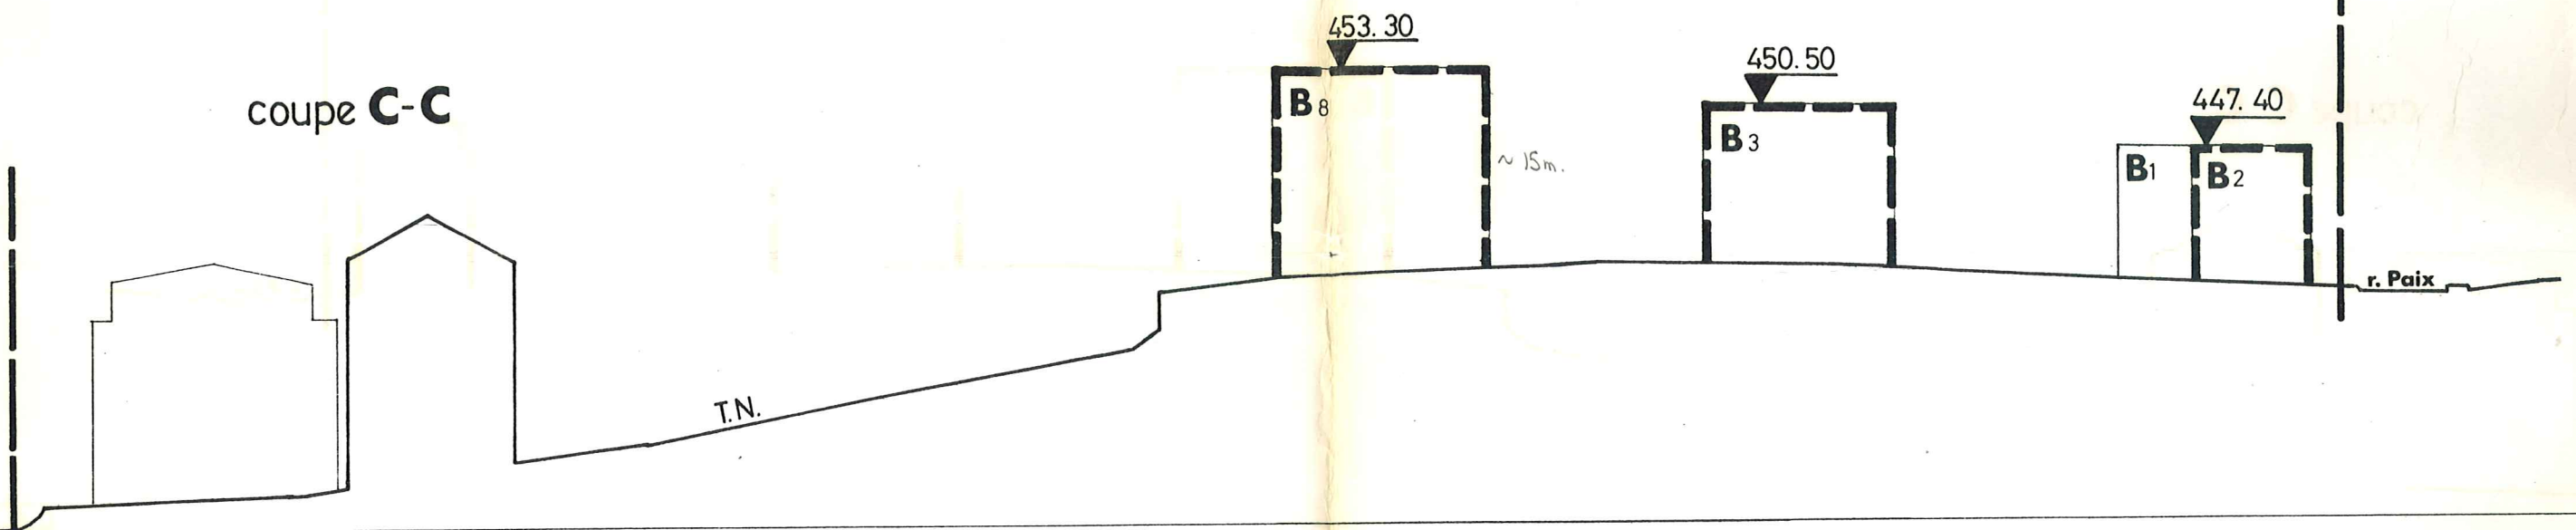 coupe C-C
453.30
B8
~ 15m.
450.50
B3
447.40
B1
B2
r. Paix
T.N.